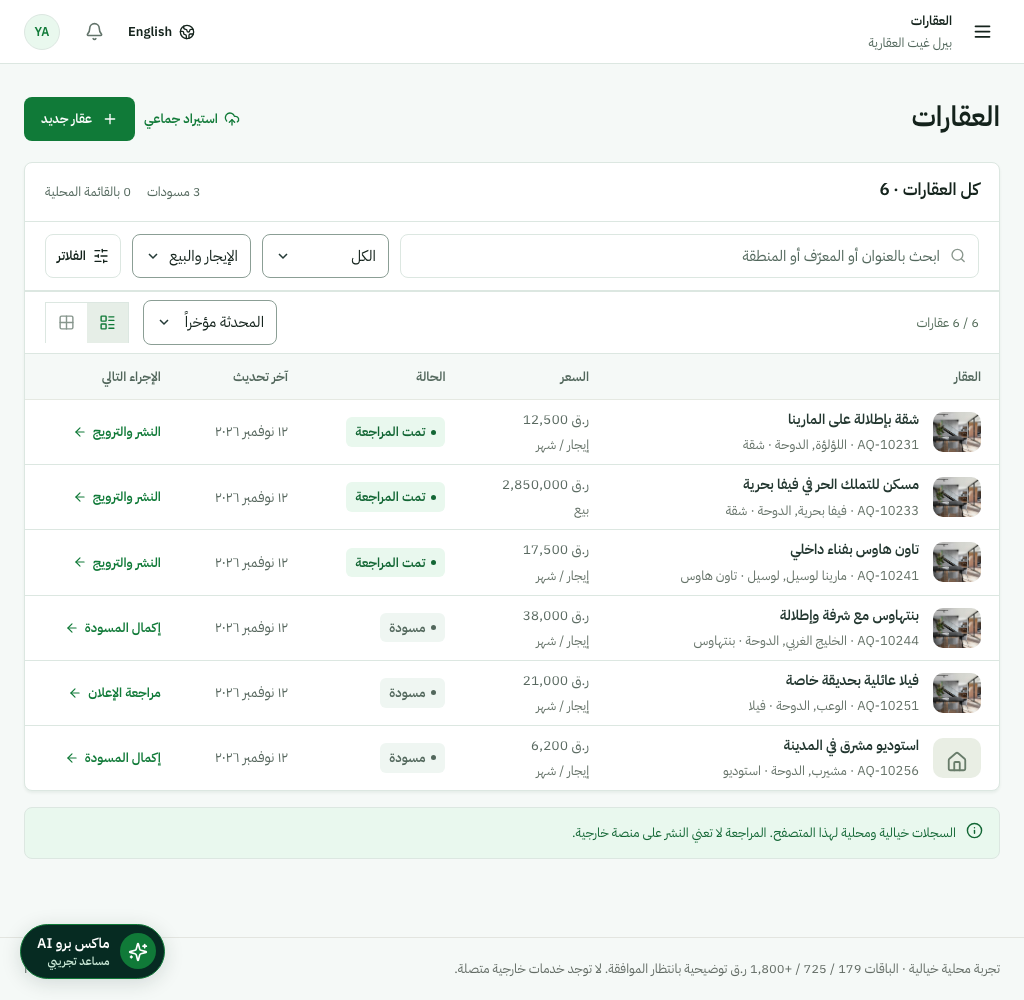 العقارات
بيرل غيت العقارية
English
YA
العقارات
استيراد جماعي
عقار جديد
كل العقارات · 6
3 مسودات
0 بالقائمة المحلية
ابحث بالعنوان أو المعرّف أو المنطقة
الكل
الإيجار والبيع
الفلاتر
6 / 6 عقارات
المحدثة مؤخراً
العقار السعر الحالة آخر تحديث الإجراء التالي
شقة بإطلالة على المارينا
AQ-10231 · اللؤلؤة, الدوحة · شقة
ر.ق 12,500
إيجار / شهر
تمت المراجعة
١٢ نوفمبر ٢٠٢٦
النشر والترويج
مسكن للتملك الحر في فيفا بحرية
AQ-10233 · فيفا بحرية, الدوحة · شقة
ر.ق 2,850,000
بيع
تمت المراجعة
١٢ نوفمبر ٢٠٢٦
النشر والترويج
تاون هاوس بفناء داخلي
AQ-10241 · مارينا لوسيل, لوسيل · تاون هاوس
ر.ق 17,500
إيجار / شهر
تمت المراجعة
١٢ نوفمبر ٢٠٢٦
النشر والترويج
بنتهاوس مع شرفة وإطلالة
AQ-10244 · الخليج الغربي, الدوحة · بنتهاوس
ر.ق 38,000
إيجار / شهر
مسودة
١٢ نوفمبر ٢٠٢٦
إكمال المسودة
فيلا عائلية بحديقة خاصة
AQ-10251 · الوعب, الدوحة · فيلا
ر.ق 21,000
إيجار / شهر
مسودة
١٢ نوفمبر ٢٠٢٦
مراجعة الإعلان
استوديو مشرق في المدينة
AQ-10256 · مشيرب, الدوحة · استوديو
ر.ق 6,200
إيجار / شهر
مسودة
١٢ نوفمبر ٢٠٢٦
إكمال المسودة
السجلات خيالية ومحلية لهذا المتصفح. المراجعة لا تعني النشر على منصة خارجية.
ماكس برو AI
مساعد تجريبي
تجربة محلية خيالية · الباقات 179 / 725 / +1,800 ر.ق توضيحية بانتظار الموافقة. لا توجد خدمات خارجية متصلة.